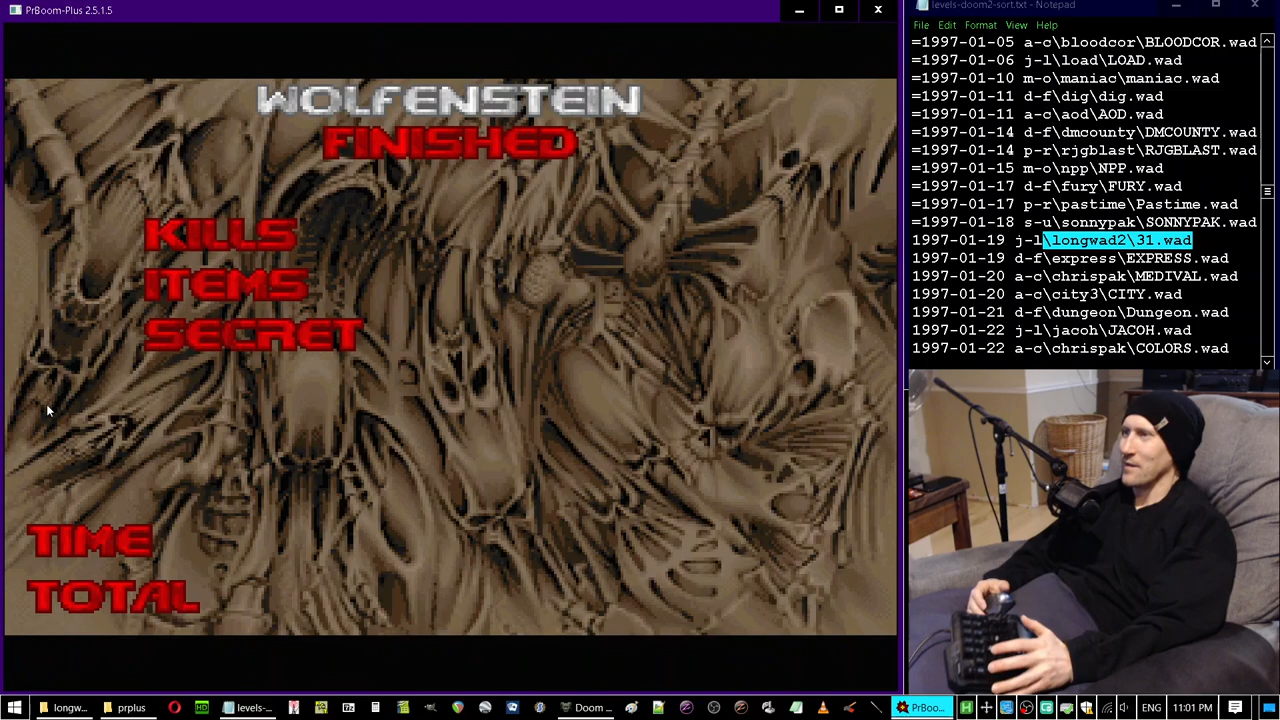 PrBoom-Plus 2.5.1.5
WOLFENSTEIN
FINISHED
KILLS
ITEMS
SECRET
TIME
TOTAL
levels-doom2-sort.txt - Notepad
File Edit Format View Help
=1997-01-05 a-c\bloodcor\BLOODCOR.wad
=1997-01-06 j-l\load\LOAD.wad
=1997-01-10 m-o\maniac\maniac.wad
=1997-01-11 d-f\dig\dig.wad
=1997-01-11 a-c\aod\AOD.wad
=1997-01-14 d-f\dmcounty\DMCOUNTY.wad
=1997-01-14 p-r\rjgblast\RJGBLAST.wad
=1997-01-15 m-o\npp\NPP.wad
=1997-01-17 d-f\fury\FURY.wad
=1997-01-17 p-r\pastime\Pastime.wad
=1997-01-18 s-u\sonnypak\SONNYPAK.wad
1997-01-19 j-l\longwad2\31.wad
1997-01-19 d-f\express\EXPRESS.wad
1997-01-20 a-c\chrispak\MEDIVAL.wad
1997-01-20 a-c\city3\CITY.wad
1997-01-21 d-f\dungeon\Dungeon.wad
1997-01-22 j-l\jacoh\JACOH.wad
1997-01-22 a-c\chrispak\COLORS.wad
longw... prplus levels-... Doom ... PrBoo... ENG 11:01 PM